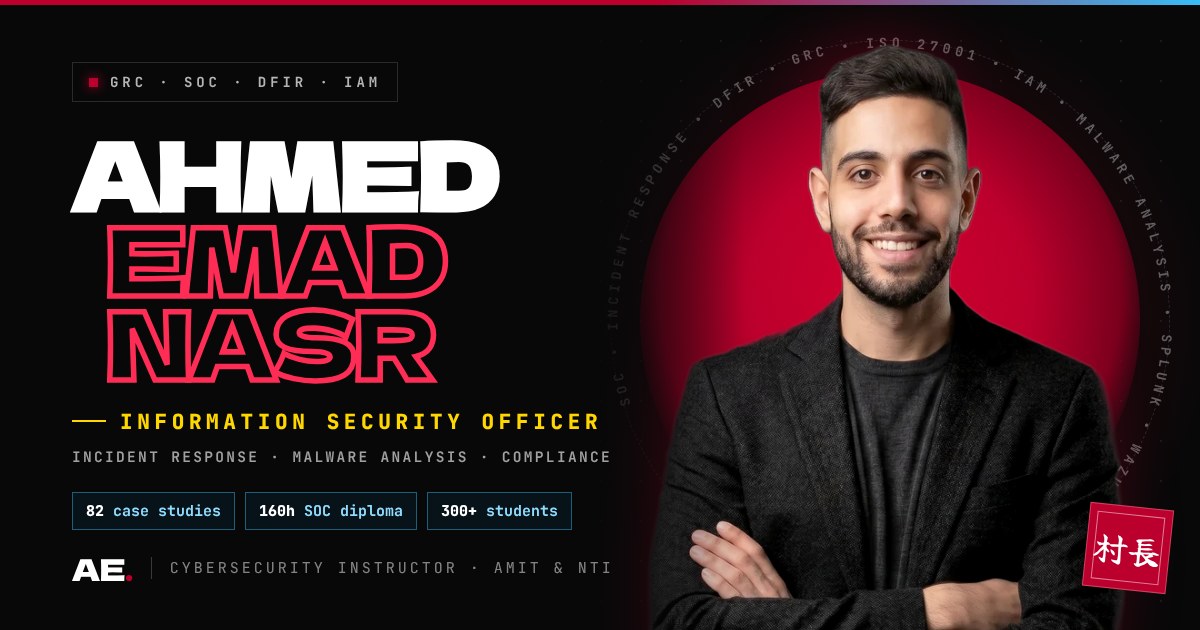 GRC · SOC · DFIR · IAM
AHMED
EMAD
NASR
INFORMATION SECURITY OFFICER
INCIDENT RESPONSE · MALWARE ANALYSIS · COMPLIANCE
82 case studies
160h SOC diploma
300+ students
AE.
CYBERSECURITY INSTRUCTOR · AMIT & NTI
SOC • INCIDENT RESPONSE • DFIR • GRC • ISO 27001 • IAM • MALWARE ANALYSIS • SPLUNK •
村長